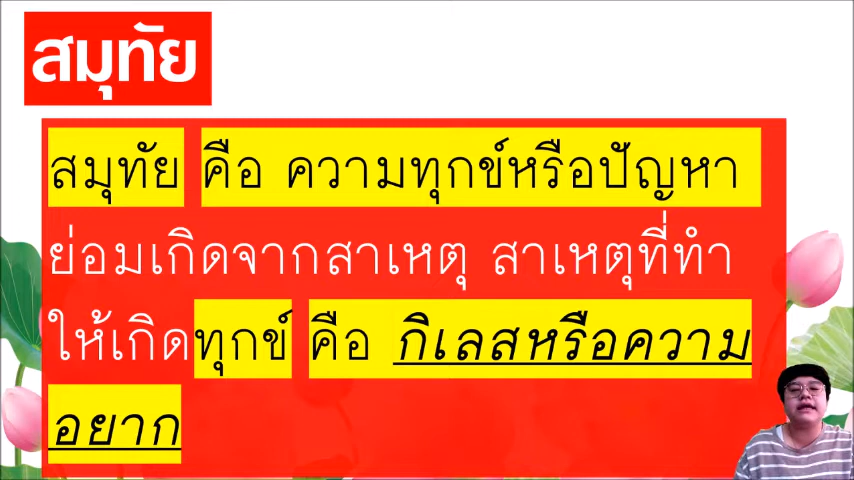 สมุทัย
สมุทัย คือ ความทุกข์หรือปัญหา
ย่อมเกิดจากสาเหตุ สาเหตุที่ทำ
ให้เกิดทุกข์ คือ กิเลสหรือความ
อยาก